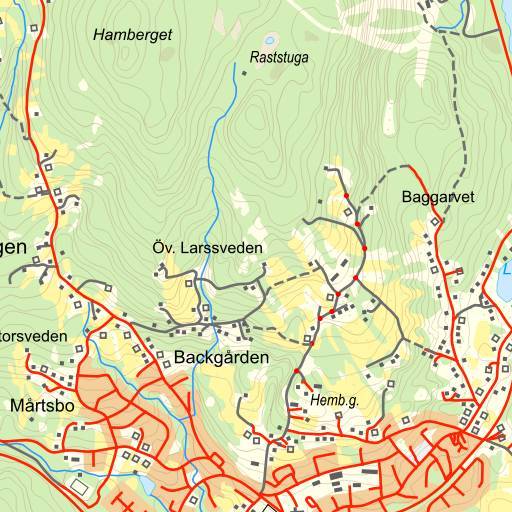 Hamberget
Raststuga
Baggarvet
gen
Öv. Larssveden
L
torsveden
Backgården
Mårtsbo
Hemb.g.